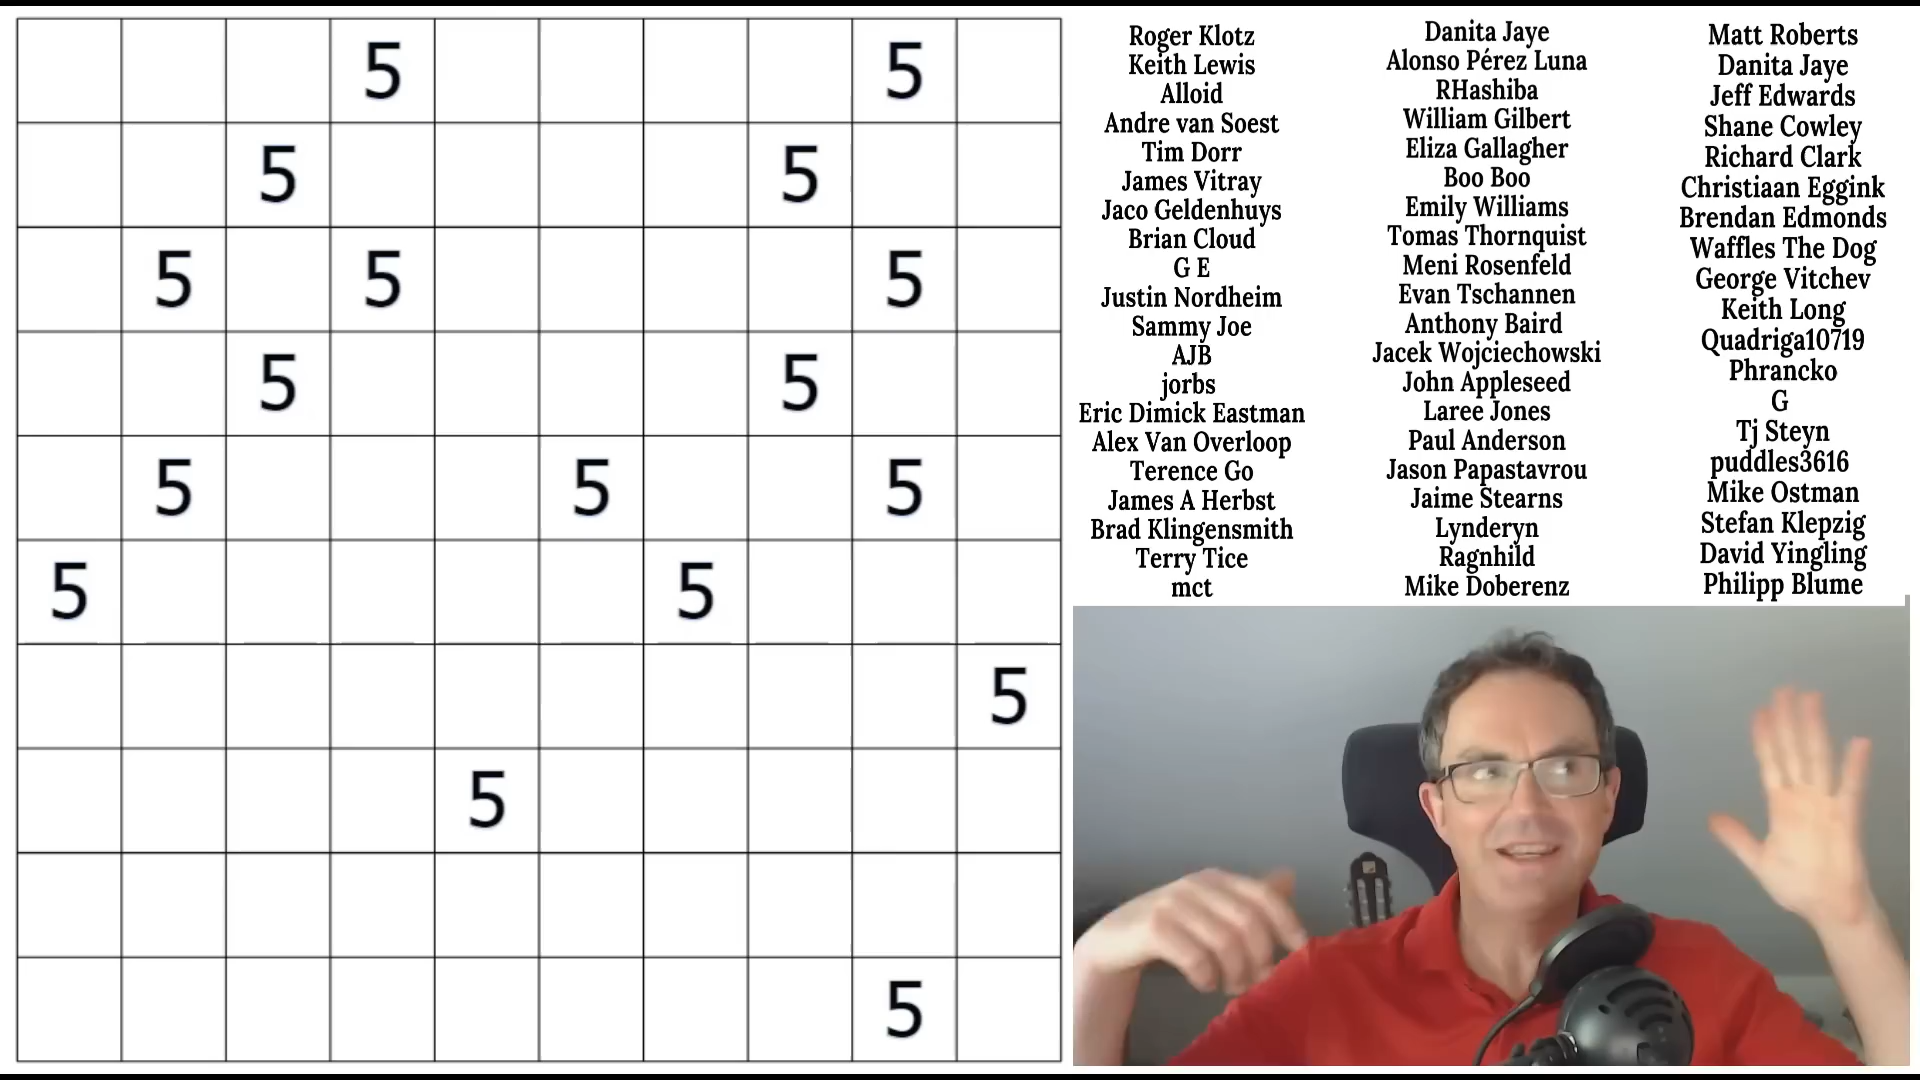 5 5
5 5
5 5 5
5 5
5 5 5
5 5
5
5
5
Roger Klotz
Keith Lewis
Alloid
Andre van Soest
Tim Dorr
James Vitray
Jaco Geldenhuys
Brian Cloud
G E
Justin Nordheim
Sammy Joe
AJB
jorbs
Eric Dimick Eastman
Alex Van Overloop
Terence Go
James A Herbst
Brad Klingensmith
Terry Tice
mct
Danita Jaye
Alonso Pérez Luna
RHashiba
William Gilbert
Eliza Gallagher
Boo Boo
Emily Williams
Tomas Thornquist
Meni Rosenfeld
Evan Tschannen
Anthony Baird
Jacek Wojciechowski
John Appleseed
Laree Jones
Paul Anderson
Jason Papastavrou
Jaime Stearns
Lynderyn
Ragnhild
Mike Doberenz
Matt Roberts
Danita Jaye
Jeff Edwards
Shane Cowley
Richard Clark
Christiaan Eggink
Brendan Edmonds
Waffles The Dog
George Vitchev
Keith Long
Quadriga10719
Phrancko
G
Tj Steyn
puddles3616
Mike Ostman
Stefan Klepzig
David Yingling
Philipp Blume